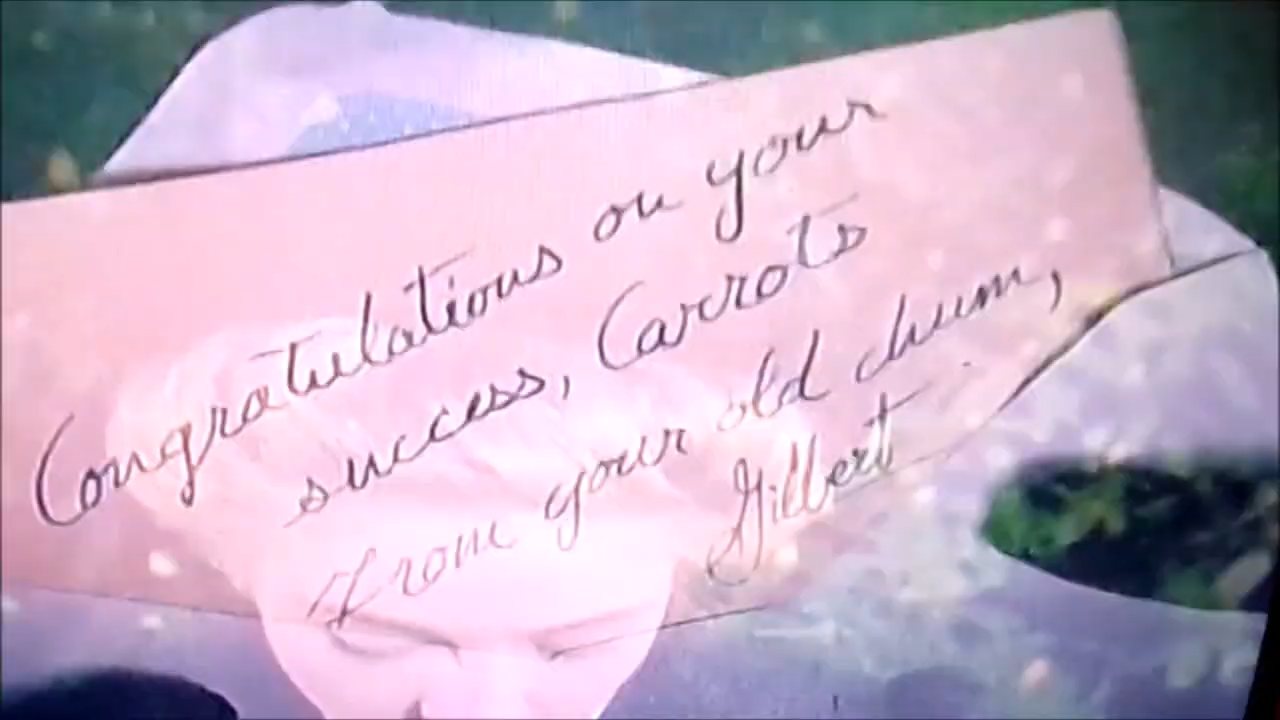 Congratulations on your
success, Carrots
From your old chum,
Gilbert